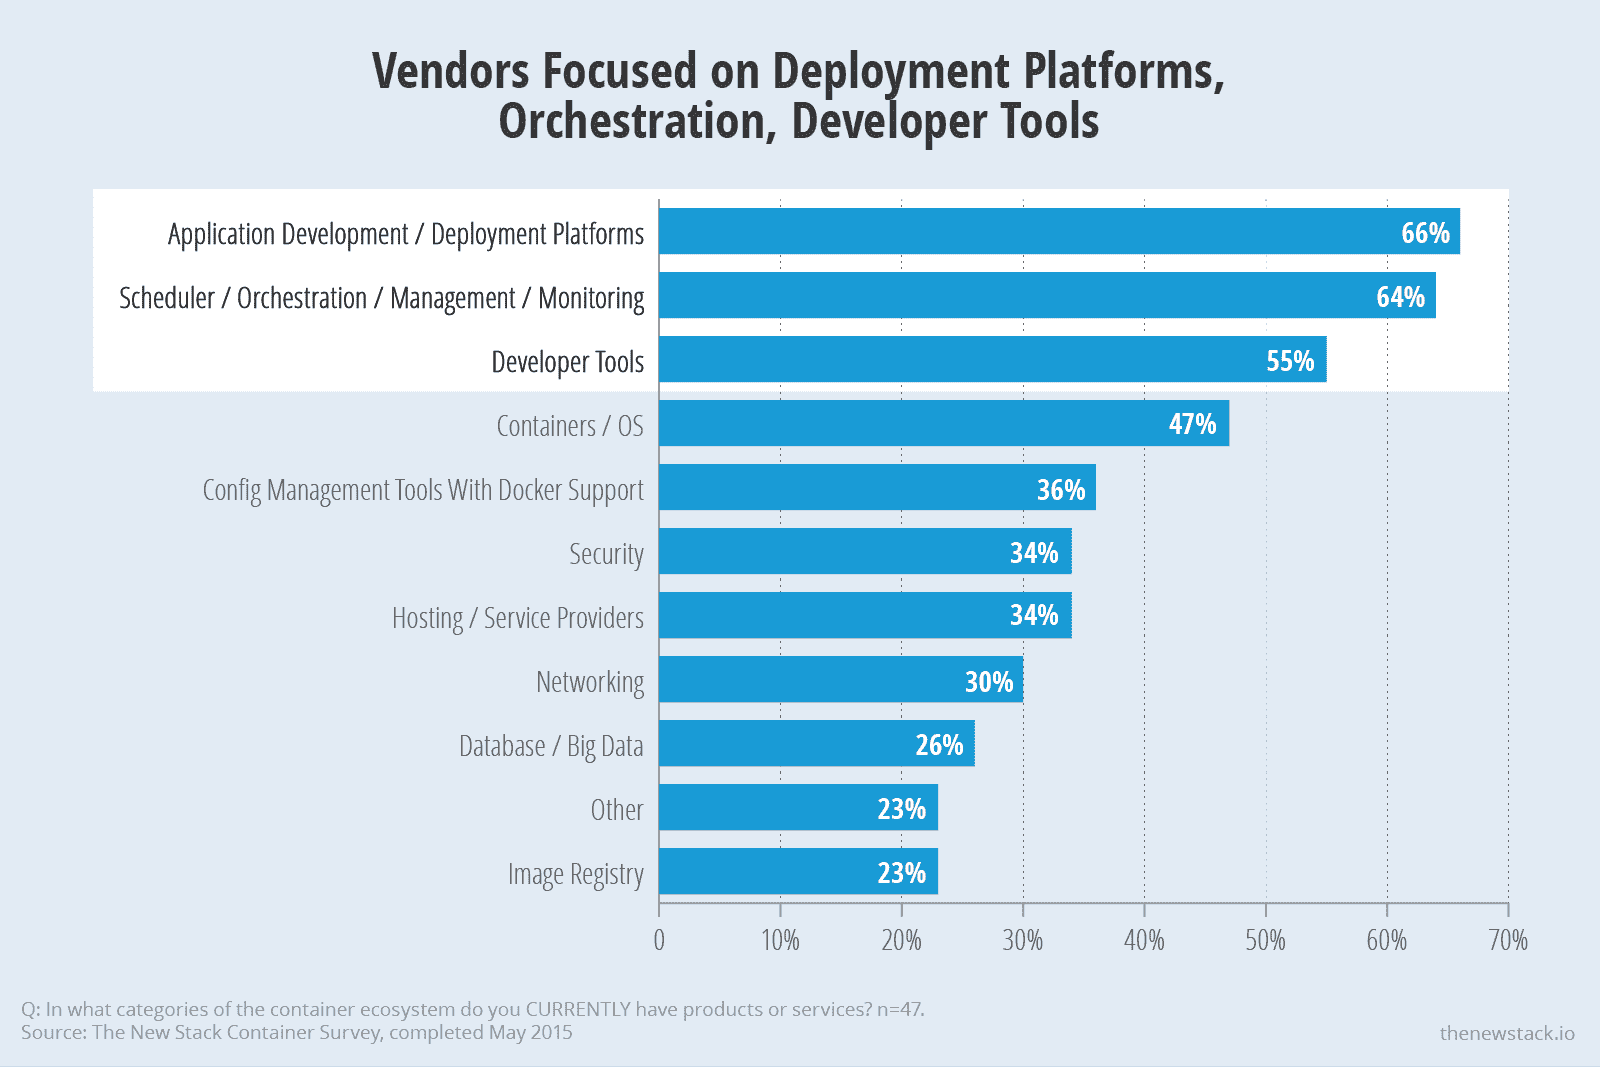 Vendors Focused on Deployment Platforms,
Orchestration, Developer Tools
Application Development / Deployment Platforms 66%
Scheduler / Orchestration / Management / Monitoring 64%
Developer Tools 55%
Containers / OS 47%
Config Management Tools With Docker Support 36%
Security 34%
Hosting / Service Providers 34%
Networking 30%
Database / Big Data 26%
Other 23%
Image Registry 23%
0 10% 20% 30% 40% 50% 60% 70%
Q: In what categories of the container ecosystem do you CURRENTLY have products or services? n=47.
Source: The New Stack Container Survey, completed May 2015
thenewstack.io